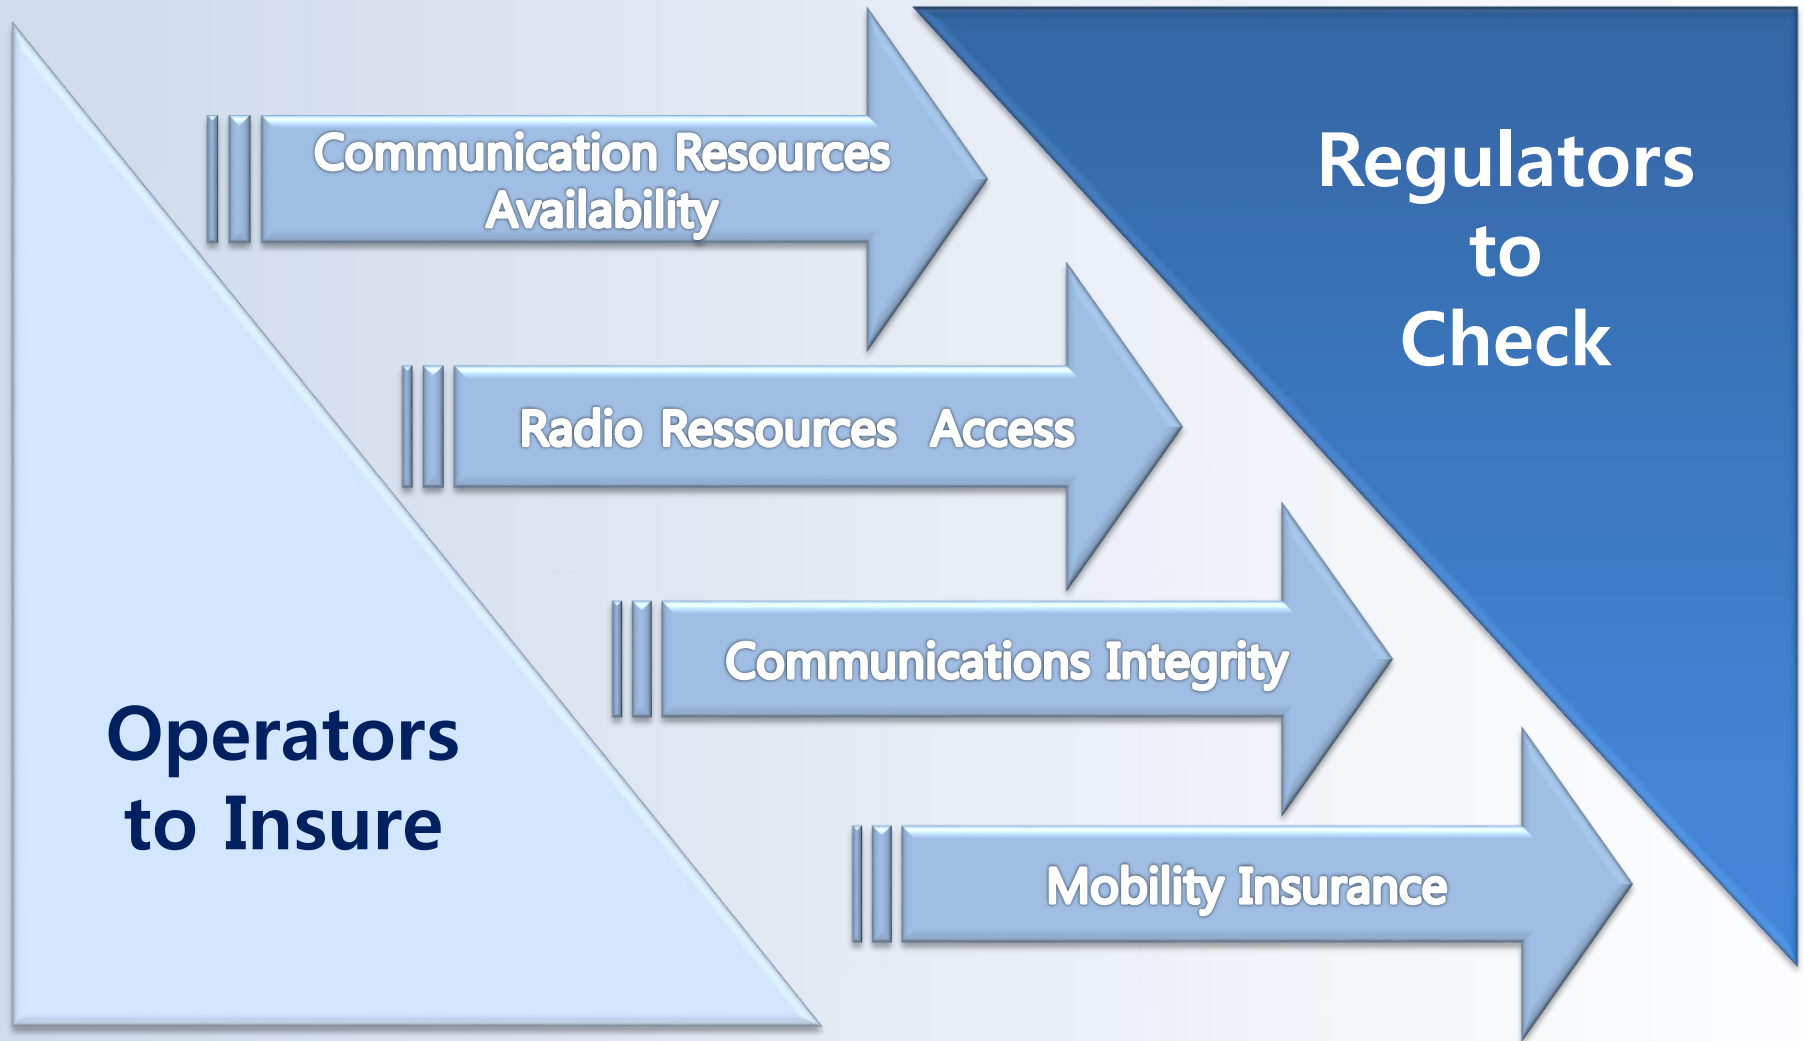 Communication Resources
Availability
Regulators
to
Check
Radio Ressources Access
Communications Integrity
Operators
to Insure
Mobility Insurance